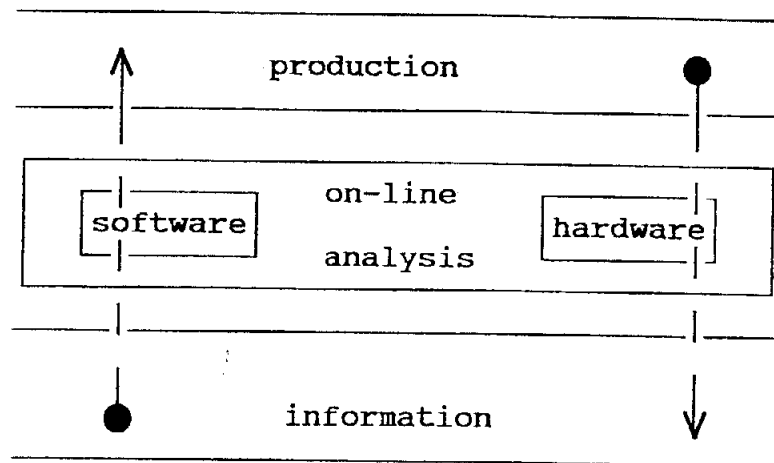 production
on-line
software
hardware
analysis
information